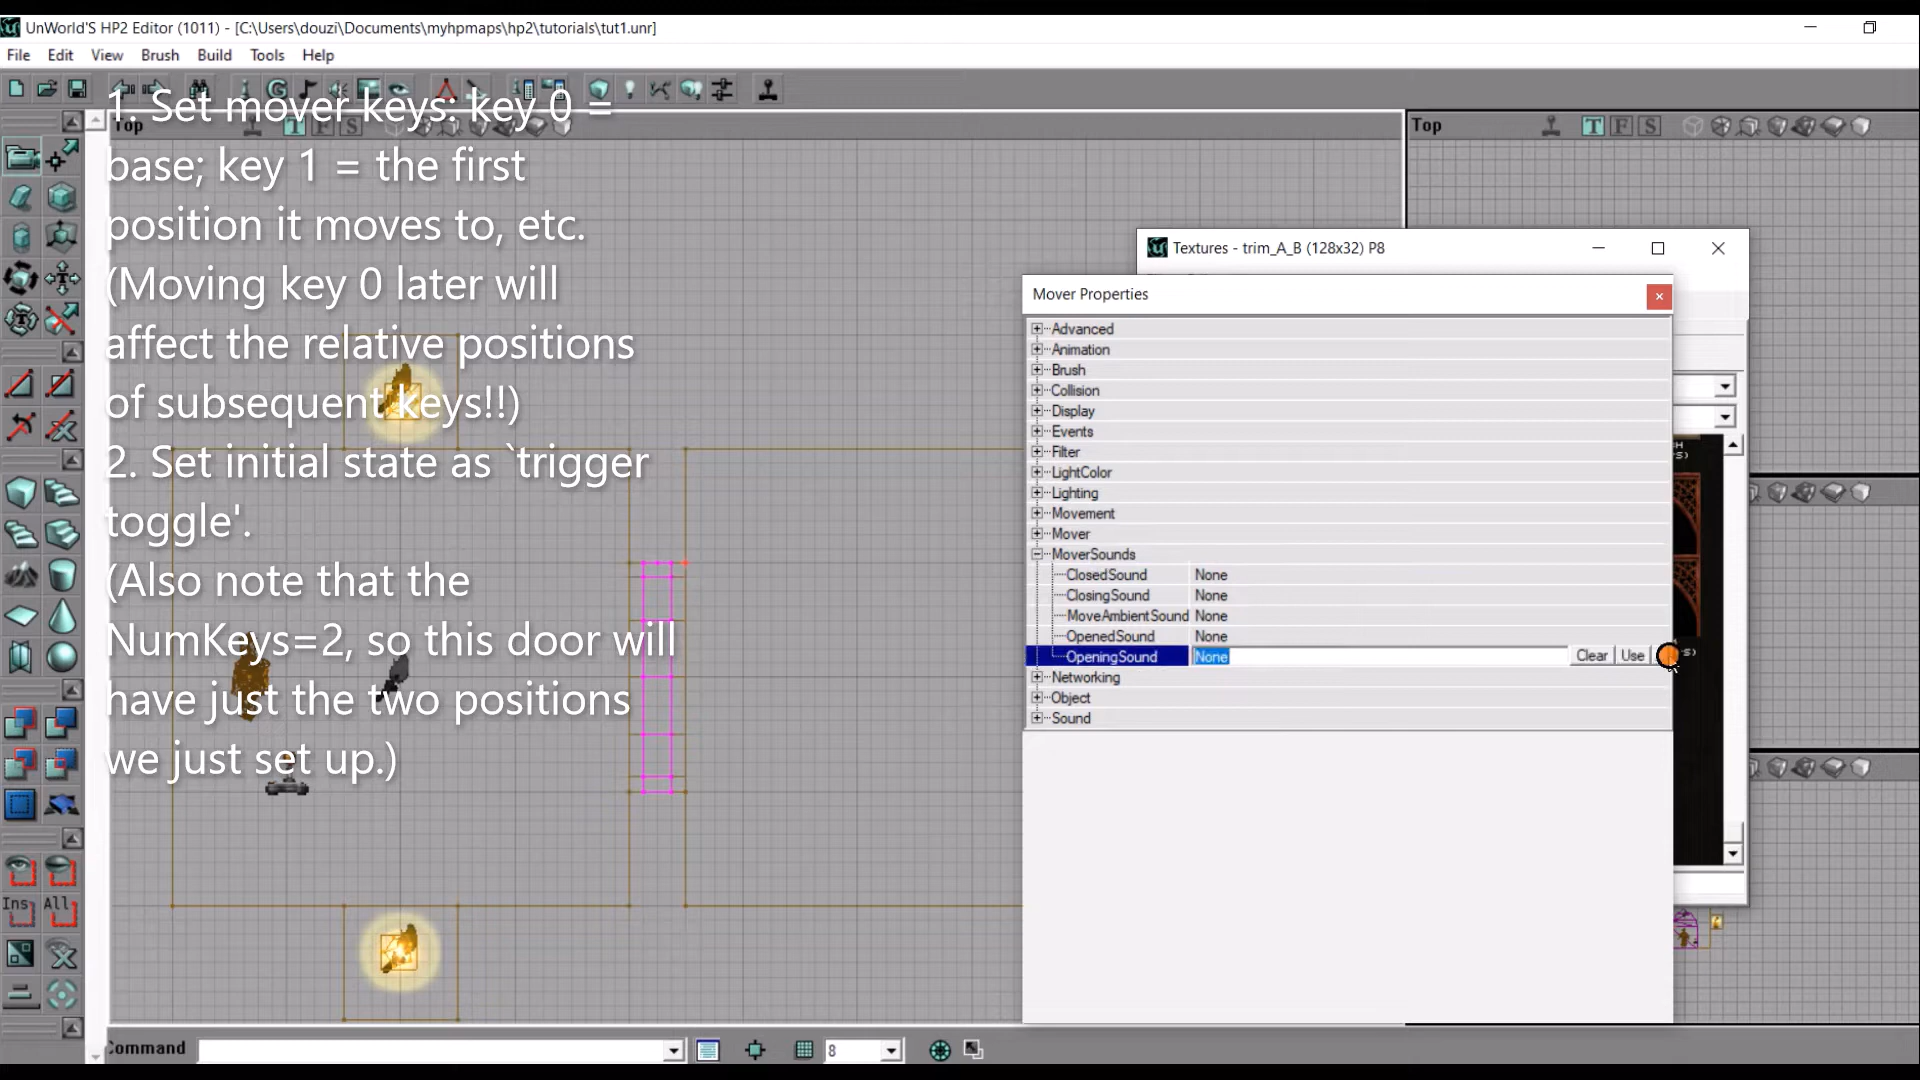 UnWorld'S HP2 Editor (1011) - [C:\Users\douzi\Documents\myhpmaps\hp2\tutorials\tut1.unr]
File Edit View Brush Build Tools Help
1. Set mover keys: key 0 =
base; key 1 = the first
position it moves to, etc.
(Moving key 0 later will
affect the relative positions
of subsequent keys!!)
2. Set initial state as `trigger
toggle'.
(Also note that the
NumKeys=2, so this door will
have just the two positions
we just set up.)
Top T F S
Top T F S
Textures - trim_A_B (128x32) P8
Mover Properties
Advanced
Animation
Brush
Collision
Display
Events
Filter
LightColor
Lighting
Movement
Mover
MoverSounds
ClosedSound None
ClosingSound None
MoveAmbientSound None
OpenedSound None
OpeningSound None Clear Use
Networking
Object
Sound
Ins All
Command
8